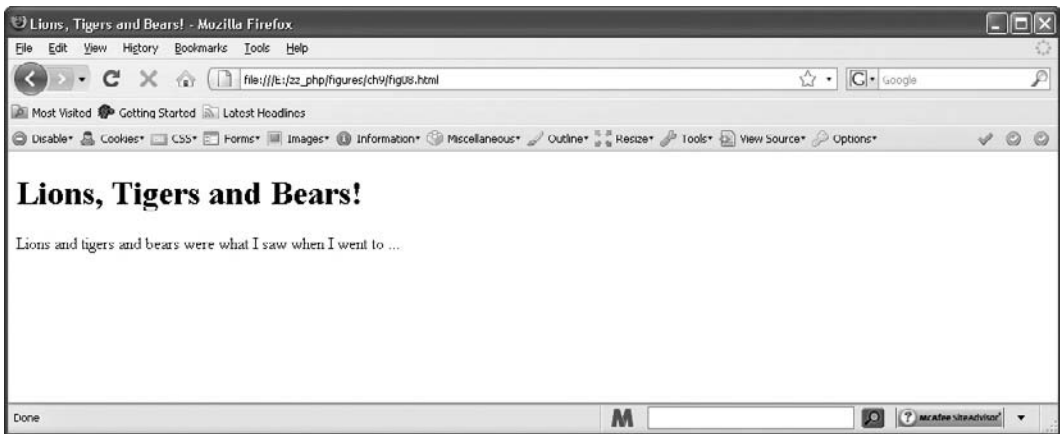 Lions, Tigers and Bears! - Mozilla Firefox
File Edit View History Bookmarks Tools Help
file:///E:/zz_php/figures/ch9/fig08.html
G Google
Most Visited Getting Started Latest Headlines
Disable Cookies CSS Forms Images Information Miscellaneous Outline Resize Tools View Source Options
Lions, Tigers and Bears!
Lions and tigers and bears were what I saw when I went to ...
Done
M
? McAfee SiteAdvisor